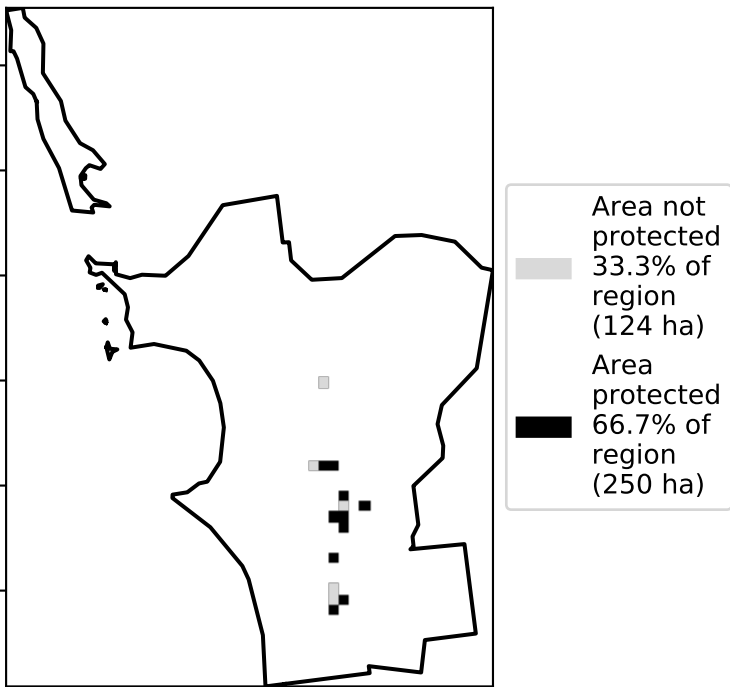 Area not
protected
33.3% of
region
(124 ha)
Area
protected
66.7% of
region
(250 ha)